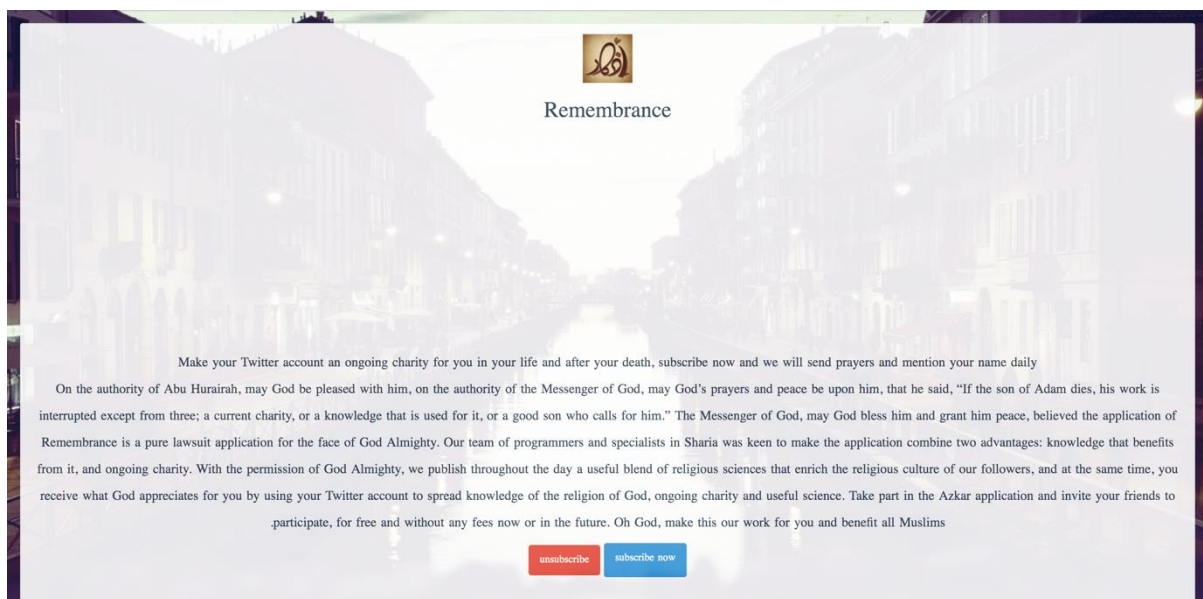 أذكار
Remembrance
Make your Twitter account an ongoing charity for you in your life and after your death, subscribe now and we will send prayers and mention your name daily
On the authority of Abu Hurairah, may God be pleased with him, on the authority of the Messenger of God, may God's prayers and peace be upon him, that he said, “If the son of Adam dies, his work is
interrupted except from three; a current charity, or a knowledge that is used for it, or a good son who calls for him.” The Messenger of God, may God bless him and grant him peace, believed the application of
Remembrance is a pure lawsuit application for the face of God Almighty. Our team of programmers and specialists in Sharia was keen to make the application combine two advantages: knowledge that benefits
from it, and ongoing charity. With the permission of God Almighty, we publish throughout the day a useful blend of religious sciences that enrich the religious culture of our followers, and at the same time, you
receive what God appreciates for you by using your Twitter account to spread knowledge of the religion of God, ongoing charity and useful science. Take part in the Azkar application and invite your friends to
.participate, for free and without any fees now or in the future. Oh God, make this our work for you and benefit all Muslims
unsubscribe subscribe now